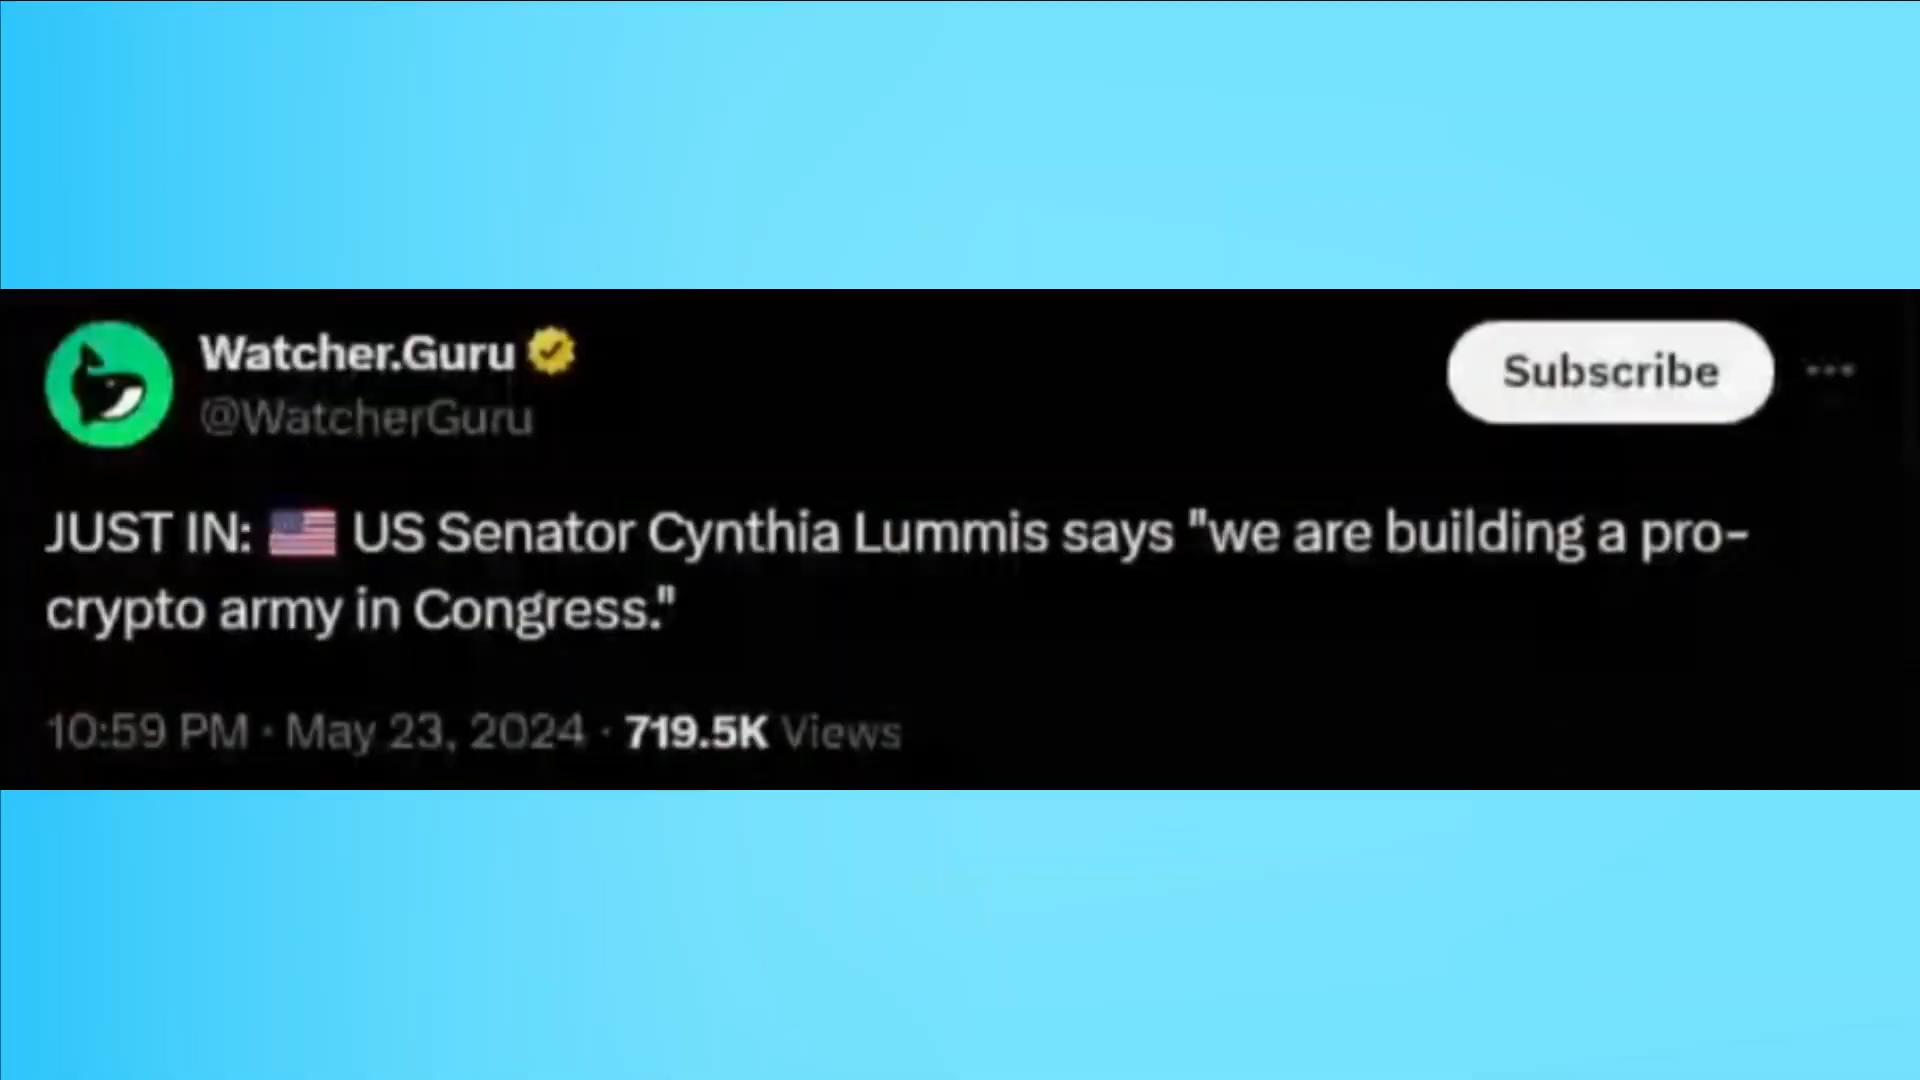 Watcher.Guru
@WatcherGuru
Subscribe
JUST IN: 🇺🇸 US Senator Cynthia Lummis says "we are building a pro-
crypto army in Congress."
10:59 PM · May 23, 2024 · 719.5K Views